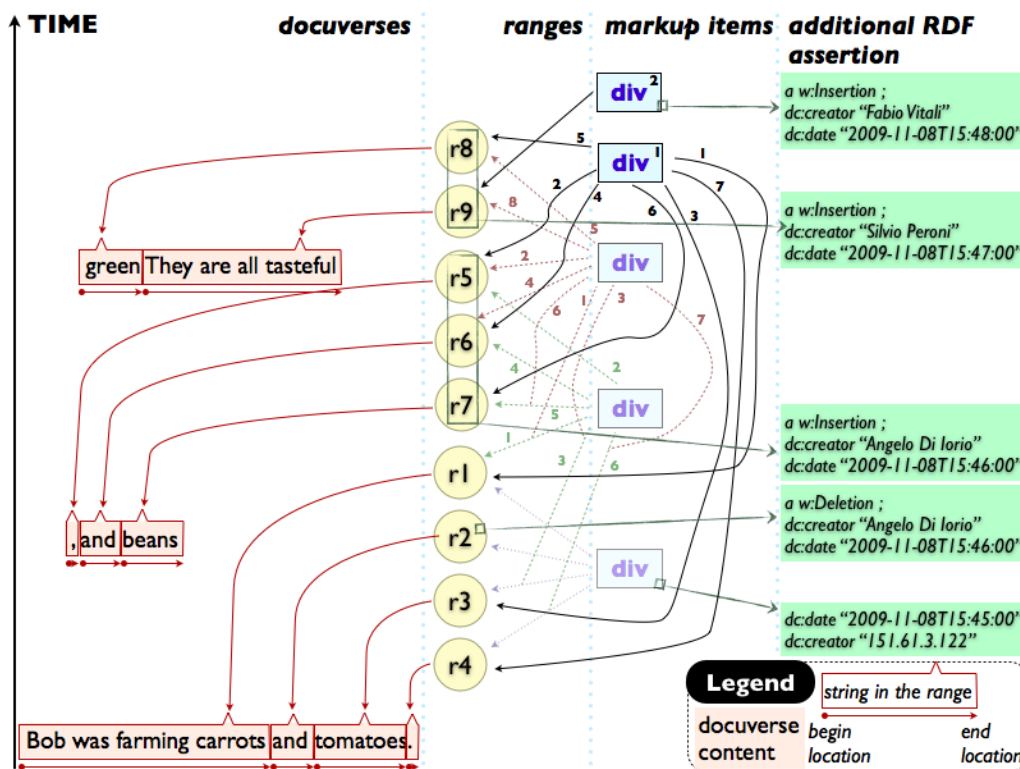 TIME
docuverses
ranges
markup items
additional RDF
assertion
div 2
a w:Insertion ;
dc:creator “Fabio Vitali”
dc:date “2009-11-08T15:48:00”
r8
5
div 1
1
2
7
4
8
6
3
r9
5
a w:Insertion ;
dc:creator “Silvio Peroni”
dc:date “2009-11-08T15:47:00”
green
They are all tasteful
r5
2
div
4
1
3
6
7
r6
2
4
r7
div
5
1
a w:Insertion ;
dc:creator “Angelo Di Iorio”
dc:date “2009-11-08T15:46:00”
3
6
r1
a w:Deletion ;
dc:creator “Angelo Di Iorio”
dc:date “2009-11-08T15:46:00”
, and beans
r2
div
r3
dc:date “2009-11-08T15:45:00”
dc:creator “151.61.3.122”
r4
Legend
string in the range
docuverse
content
begin
location
end
location
Bob was farming carrots and tomatoes.